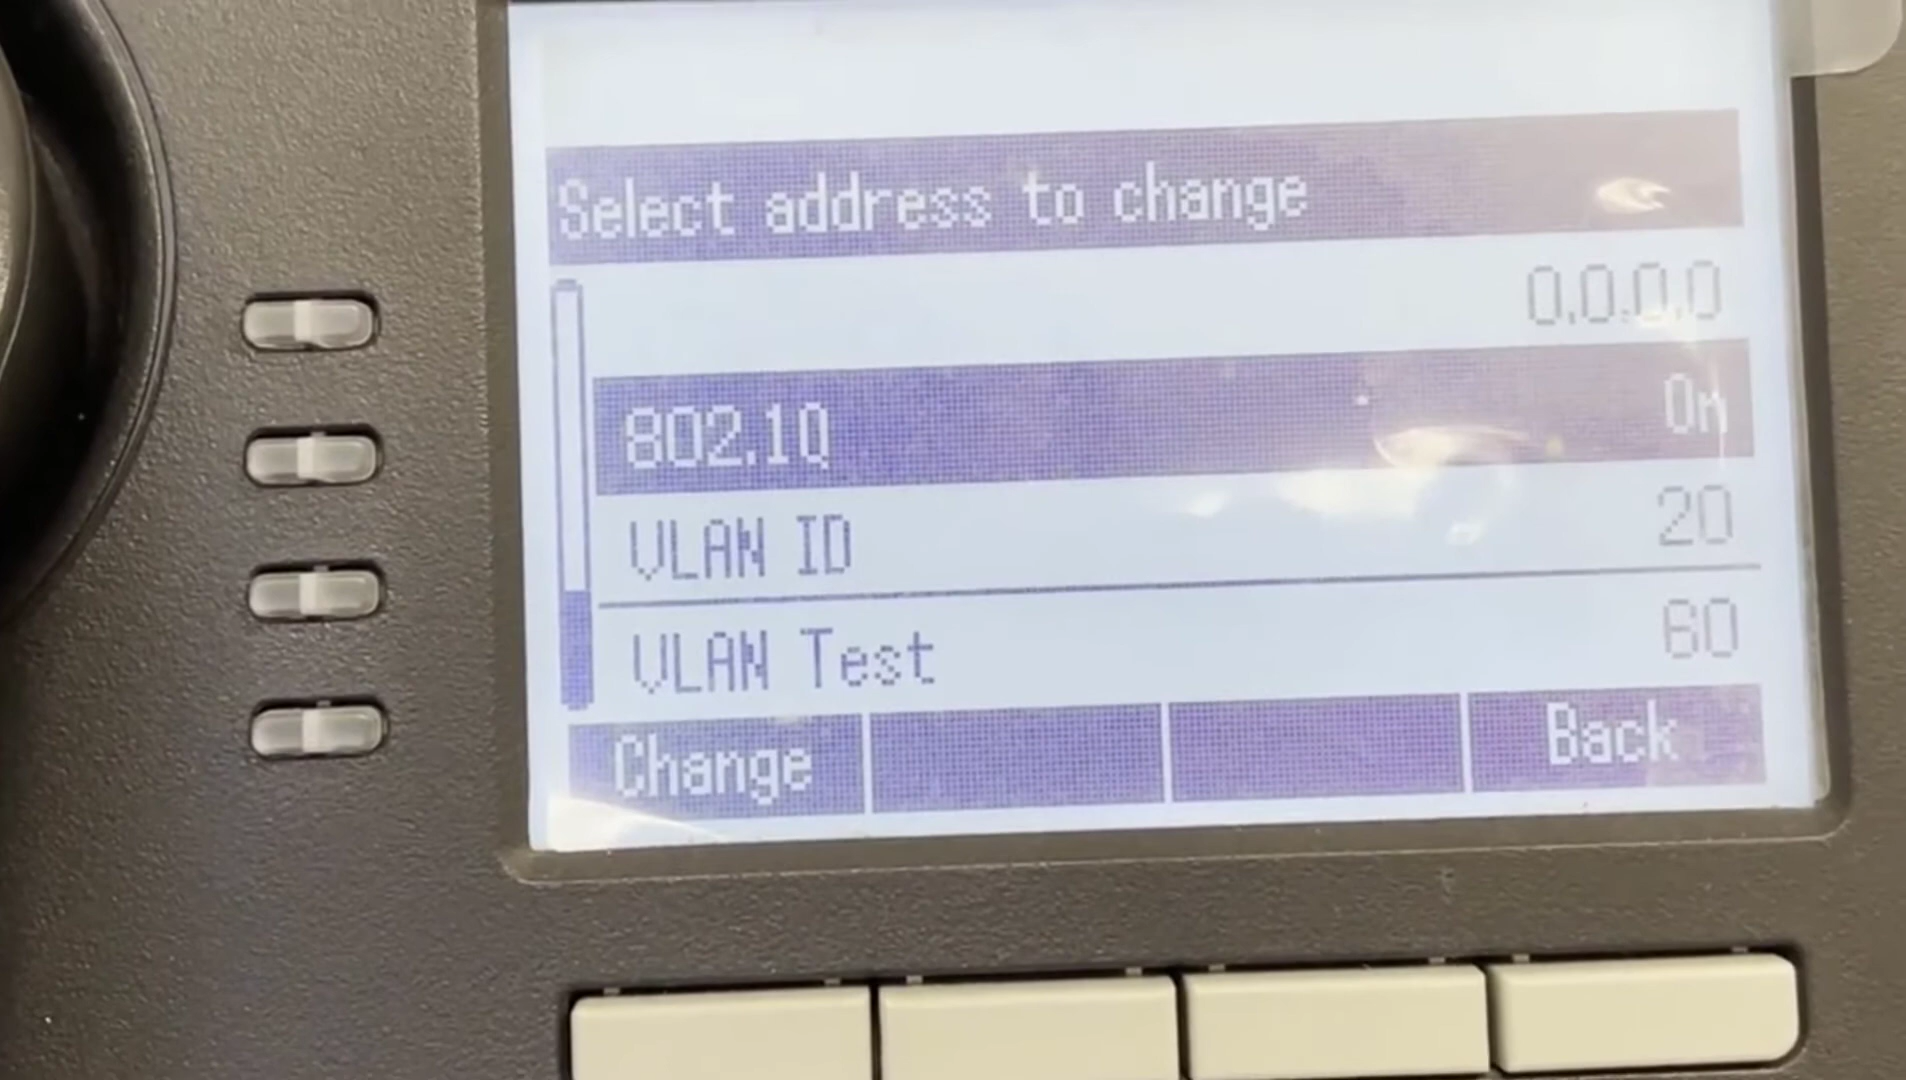 Select address to change
0.0.0.0
802.1Q On
VLAN ID 20
VLAN Test 60
Change Back